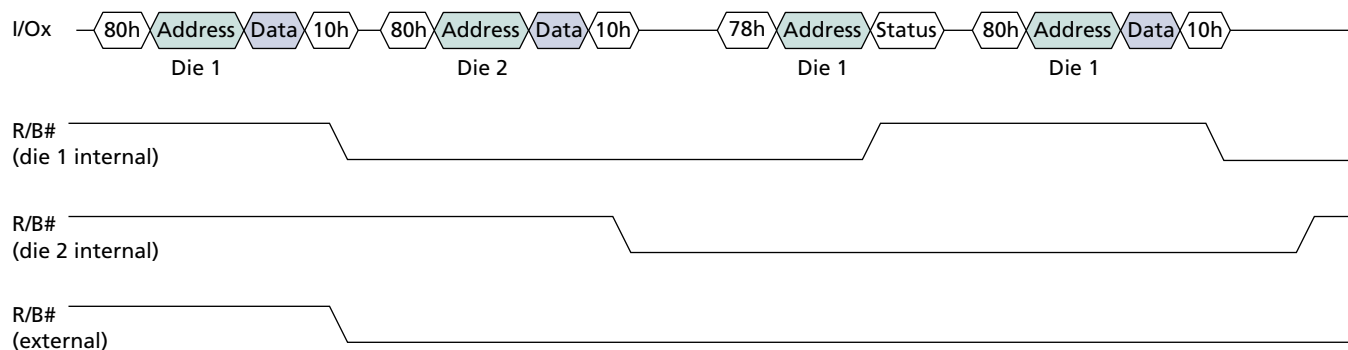 I/Ox 80h Address Data 10h 80h Address Data 10h 78h Address Status 80h Address Data 10h
Die 1 Die 2 Die 1 Die 1
R/B#
(die 1 internal)
R/B#
(die 2 internal)
R/B#
(external)